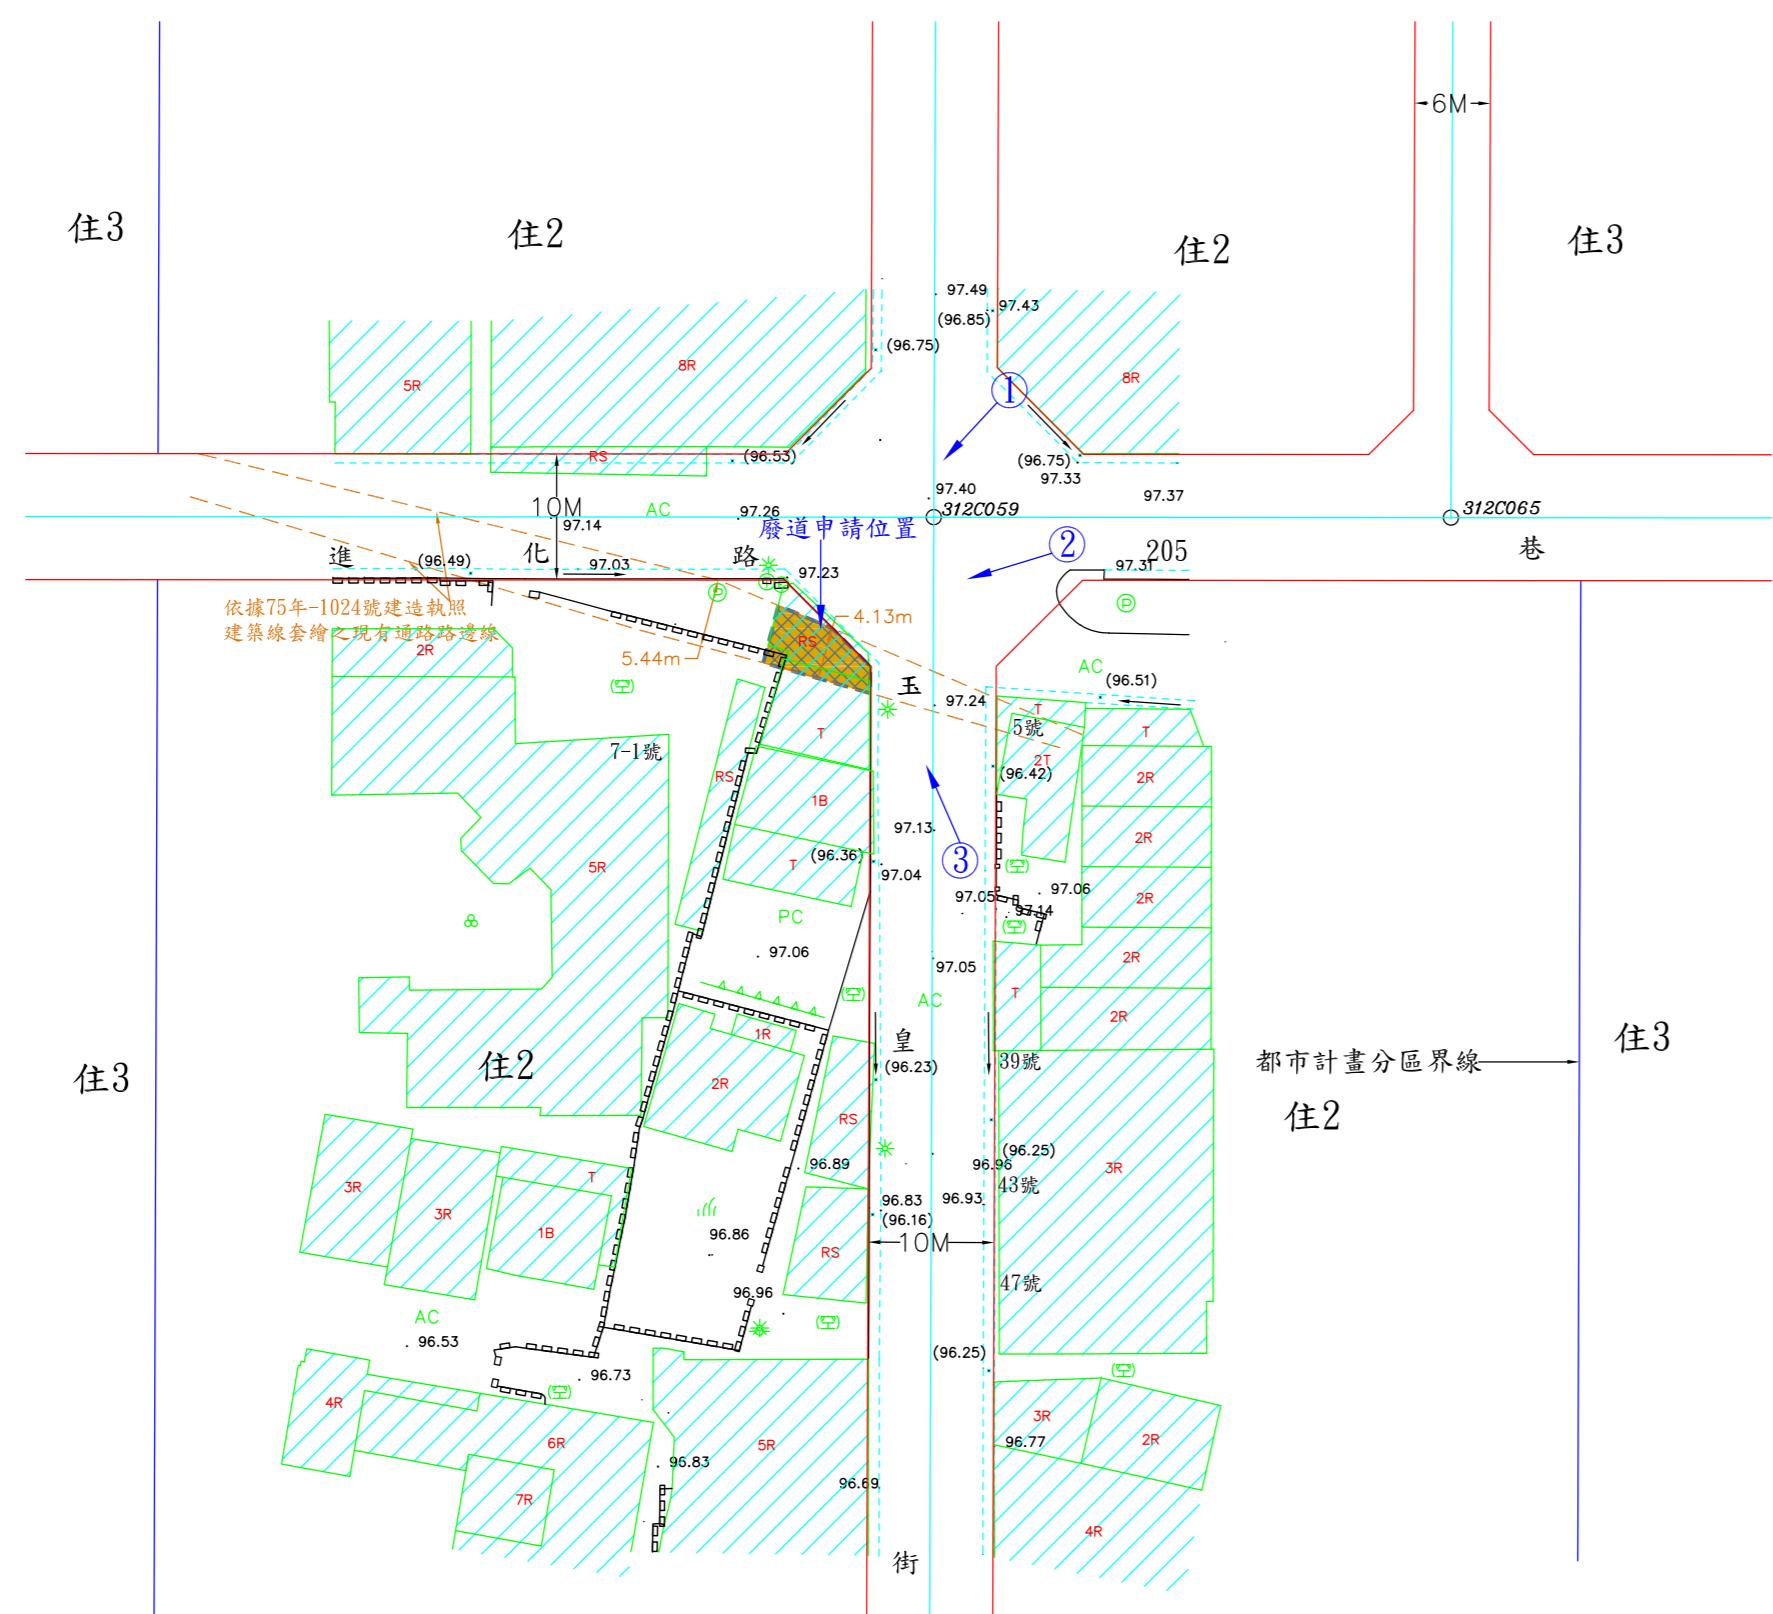 6M
住3
住2
住2
住3
97.49
97.43
(96.85)
(96.75)
①
8R
8R
5R
(96.53)
RS
(96.75)
97.33
97.40
97.37
10M
AC
97.26
312C059
312C065
97.14
廢道申請位置
②
205
巷
進
化
路
(96.49)
97.03
97.23
97.31
P
P
依據75年-1024號建造執照
建築線套繪之現有通路路邊線
4.13m
RS
2R
5.44m
AC
(96.51)
玉
97.24
T
5號
T
T
7-1號
2T
RS
(96.42)
2R
1B
97.13
2R
(96.36)
T
③
97.04
5R
97.05
97.06
2R
97.14
PC
97.06
97.05
2R
T
AC
2R
1R
皇
39號
都市計畫分區界線
住3
住3
住2
(96.23)
2R
住2
RS
(96.25)
96.89
96.96
3R
43號
T
3R
3R
96.83
96.93
(96.16)
1B
96.86
10M
RS
47號
96.96
AC
96.53
(96.25)
96.73
4R
3R
2R
6R
5R
96.77
96.83
96.69
7R
4R
街